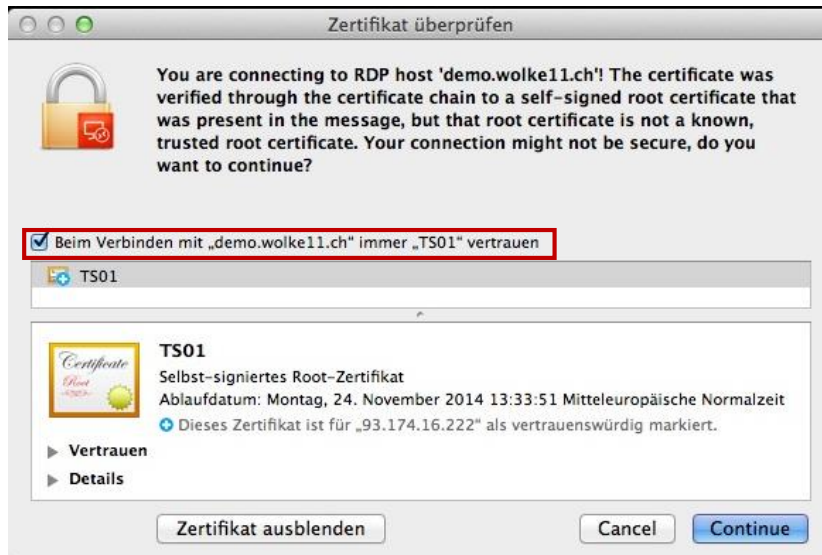 Zertifikat überprüfen
You are connecting to RDP host 'demo.wolke11.ch'! The certificate was
verified through the certificate chain to a self-signed root certificate that
was present in the message, but that root certificate is not a known,
trusted root certificate. Your connection might not be secure, do you
want to continue?
Beim Verbinden mit „demo.wolke11.ch“ immer „TS01“ vertrauen
TS01
Certificate
Root
TS01
Selbst-signiertes Root-Zertifikat
Ablaufdatum: Montag, 24. November 2014 13:33:51 Mitteleuropäische Normalzeit
Dieses Zertifikat ist für „93.174.16.222“ als vertrauenswürdig markiert.
Vertrauen
Details
Zertifikat ausblenden
Cancel
Continue